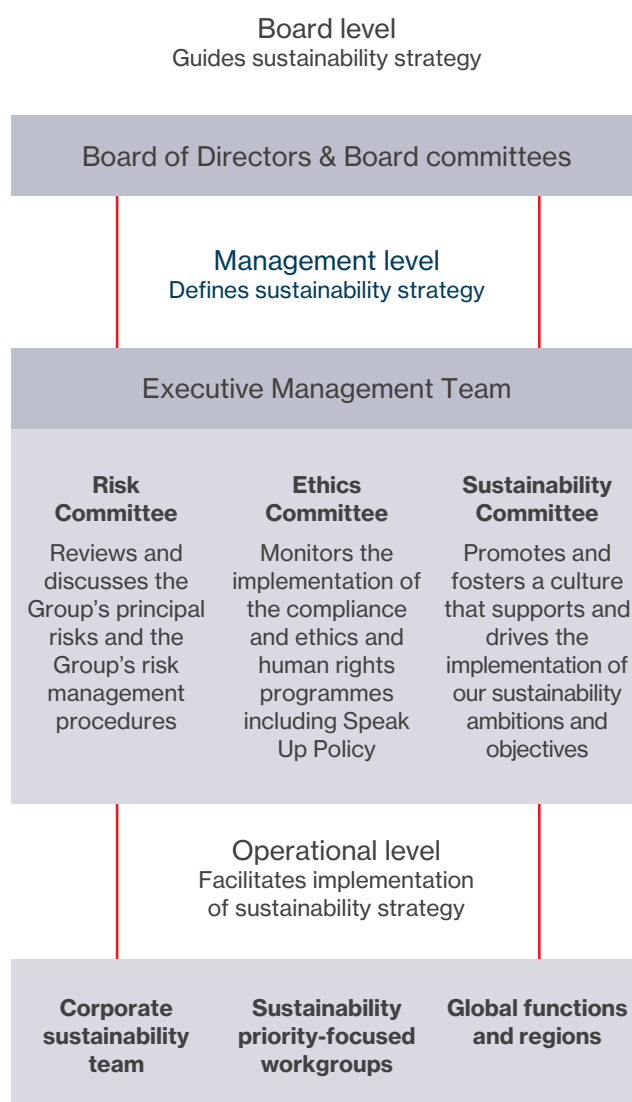 Board level
Guides sustainability strategy
Board of Directors & Board committees
Management level
Defines sustainability strategy
Executive Management Team
Risk
Committee
Reviews and
discusses the
Group’s principal
risks and the
Group’s risk
management
procedures
Ethics
Committee
Monitors the
implementation of
the compliance
and ethics and
human rights
programmes
including Speak
Up Policy
Sustainability
Committee
Promotes and
fosters a culture
that supports and
drives the
implementation of
our sustainability
ambitions and
objectives
Operational level
Facilitates implementation
of sustainability strategy
Corporate
sustainability
team
Sustainability
priority-focused
workgroups
Global functions
and regions